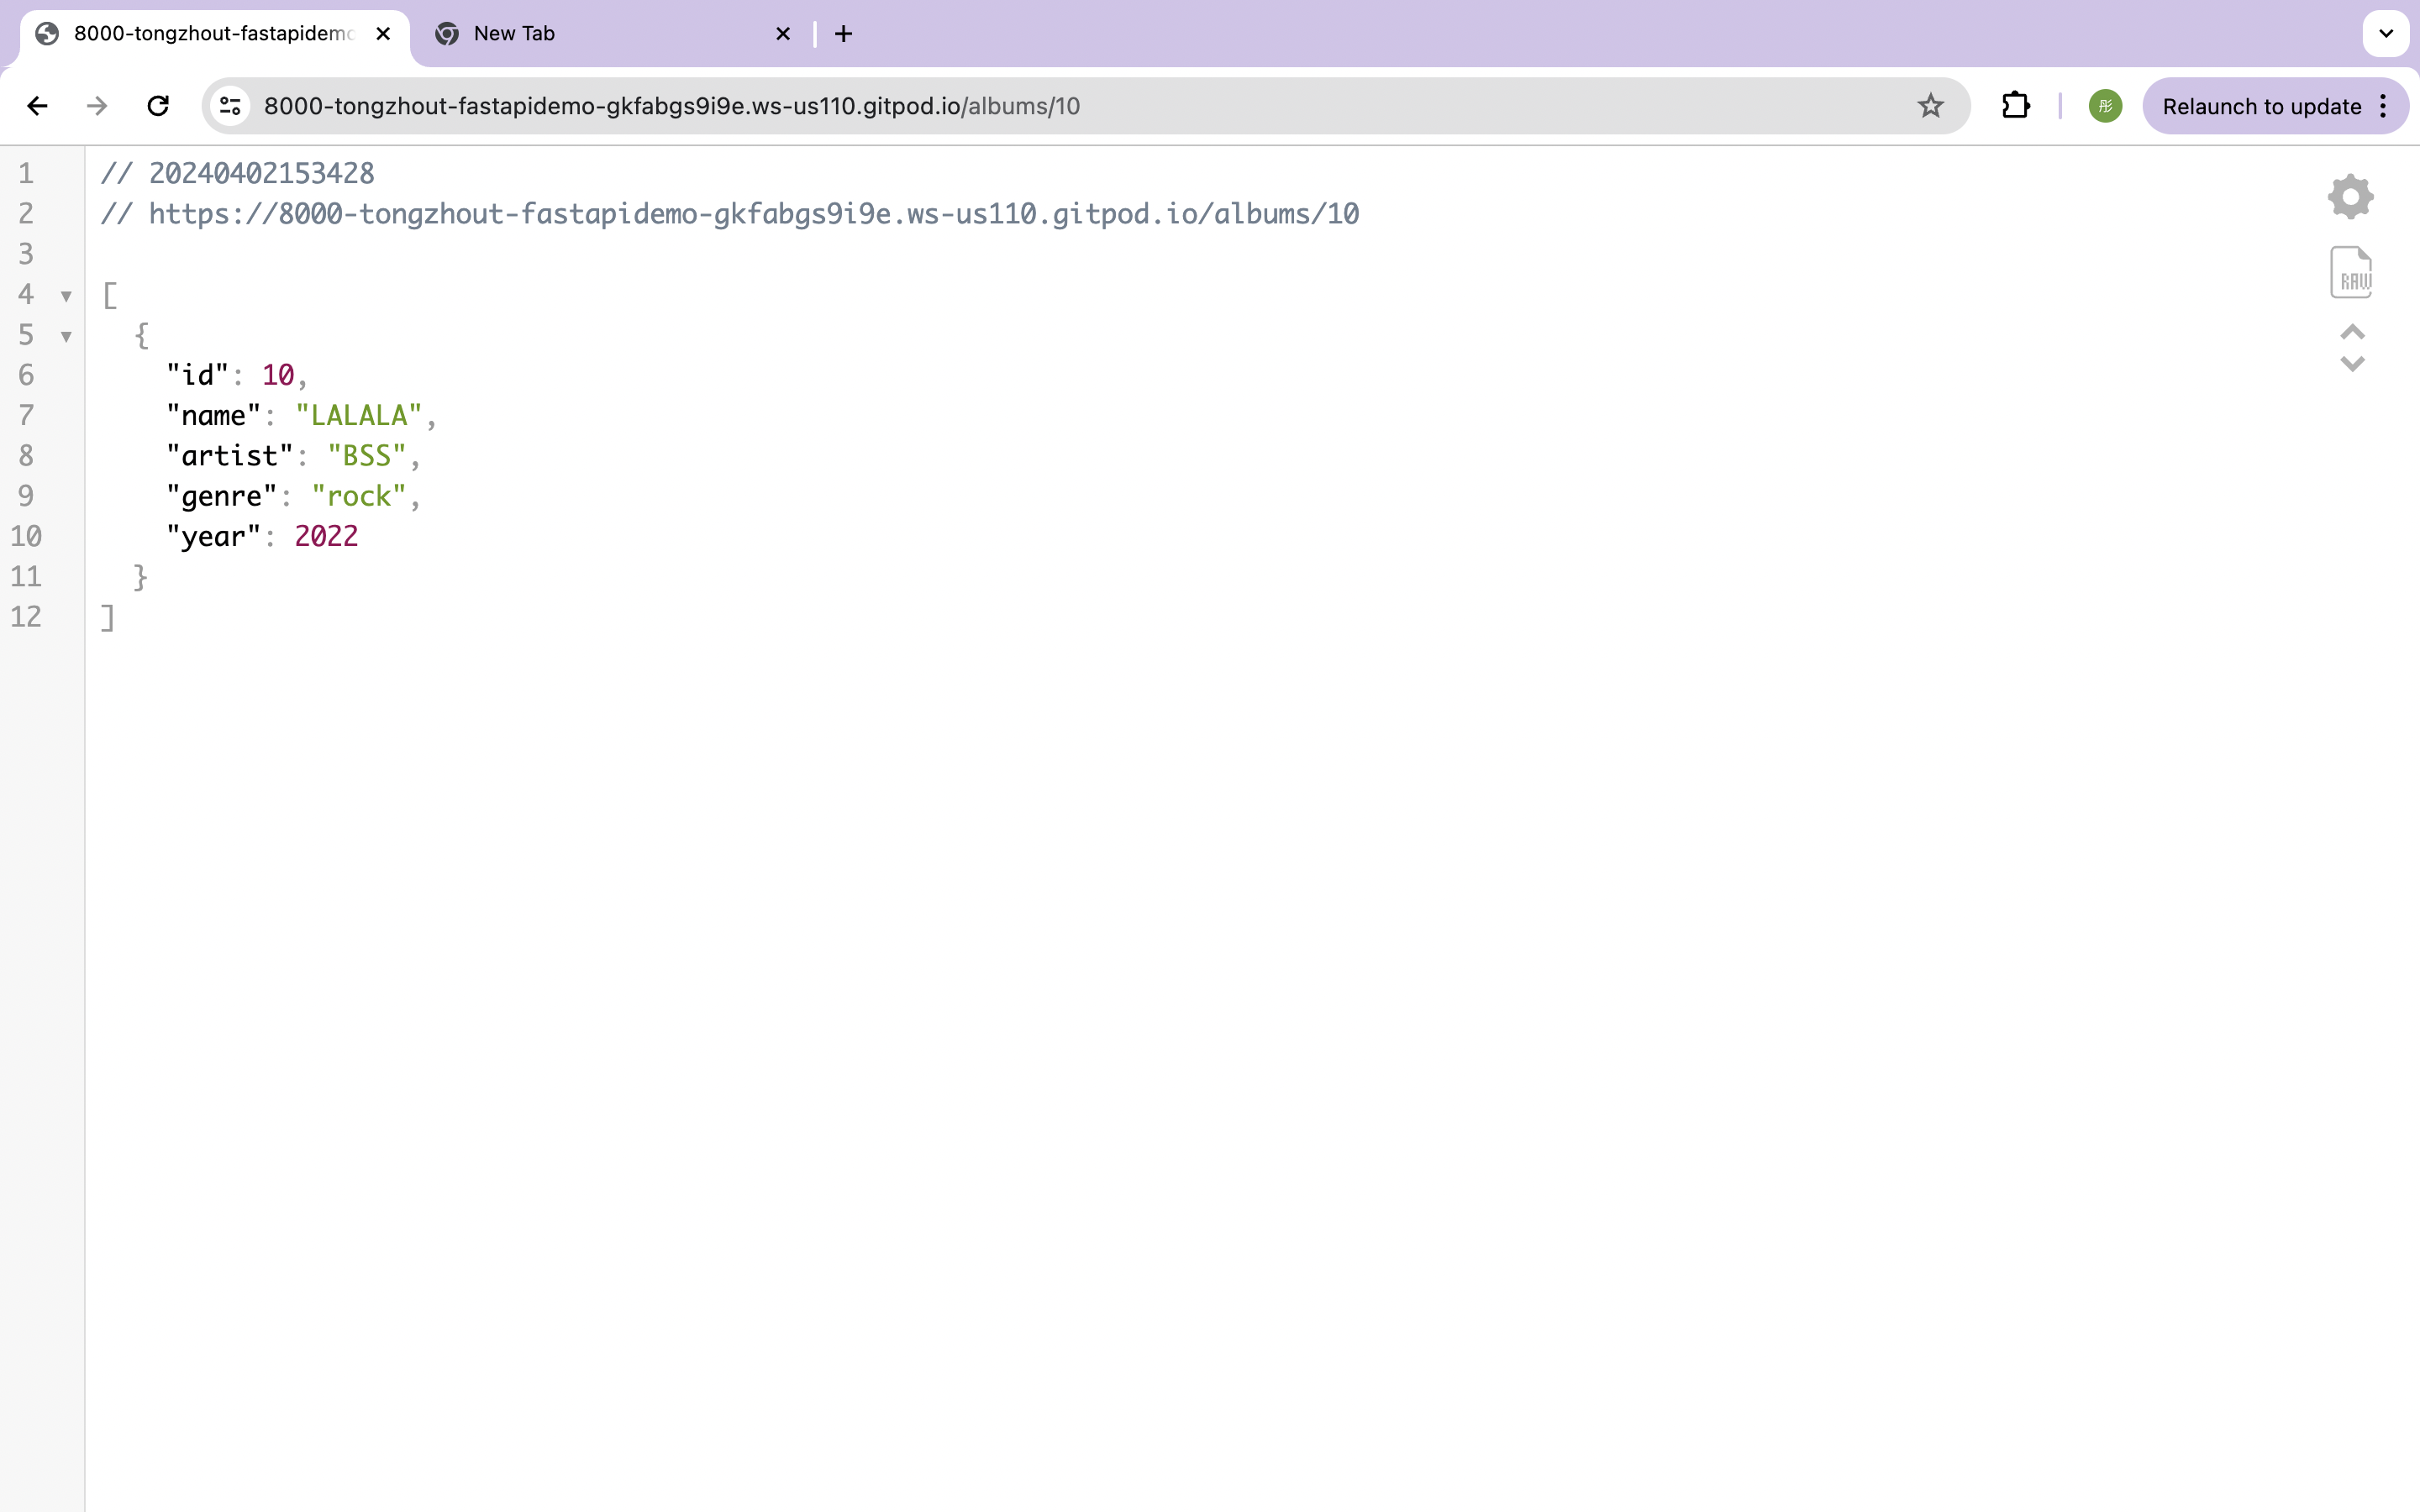 8000-tongzhout-fastapidemo
New Tab
8000-tongzhout-fastapidemo-gkfabgs9i9e.ws-us110.gitpod.io/albums/10
彤
Relaunch to update
1 // 20240402153428
2 // https://8000-tongzhout-fastapidemo-gkfabgs9i9e.ws-us110.gitpod.io/albums/10
3
4 [
5 {
6 "id": 10,
7 "name": "LALALA",
8 "artist": "BSS",
9 "genre": "rock",
10 "year": 2022
11 }
12 ]
RAW